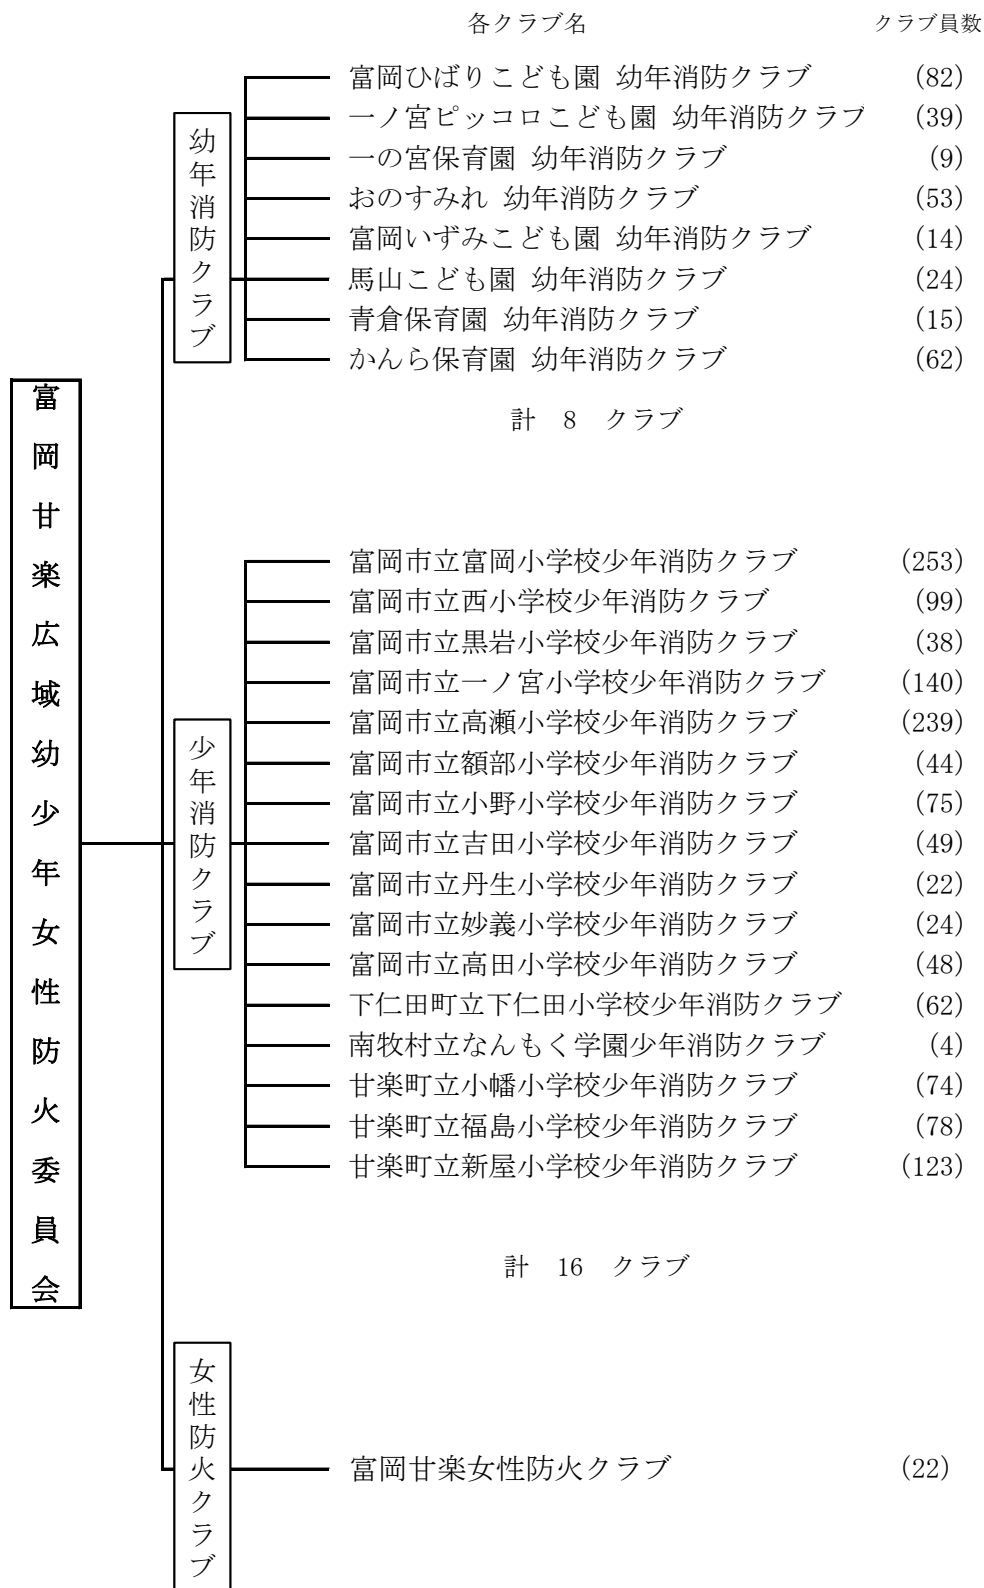 各クラブ名 クラブ員数
富岡甘楽広域幼少年女性防火委員会
幼年消防クラブ
富岡ひばりこども園 幼年消防クラブ (82)
一ノ宮ピッコロこども園 幼年消防クラブ (39)
一の宮保育園 幼年消防クラブ (9)
おのすみれ 幼年消防クラブ (53)
富岡いずみこども園 幼年消防クラブ (14)
馬山こども園 幼年消防クラブ (24)
青倉保育園 幼年消防クラブ (15)
かんら保育園 幼年消防クラブ (62)
計 8 クラブ
少年消防クラブ
富岡市立富岡小学校少年消防クラブ (253)
富岡市立西小学校少年消防クラブ (99)
富岡市立黒岩小学校少年消防クラブ (38)
富岡市立一ノ宮小学校少年消防クラブ (140)
富岡市立高瀬小学校少年消防クラブ (239)
富岡市立額部小学校少年消防クラブ (44)
富岡市立小野小学校少年消防クラブ (75)
富岡市立吉田小学校少年消防クラブ (49)
富岡市立丹生小学校少年消防クラブ (22)
富岡市立妙義小学校少年消防クラブ (24)
富岡市立高田小学校少年消防クラブ (48)
下仁田町立下仁田小学校少年消防クラブ (62)
南牧村立なんもく学園少年消防クラブ (4)
甘楽町立小幡小学校少年消防クラブ (74)
甘楽町立福島小学校少年消防クラブ (78)
甘楽町立新屋小学校少年消防クラブ (123)
計 16 クラブ
女性防火クラブ
富岡甘楽女性防火クラブ (22)